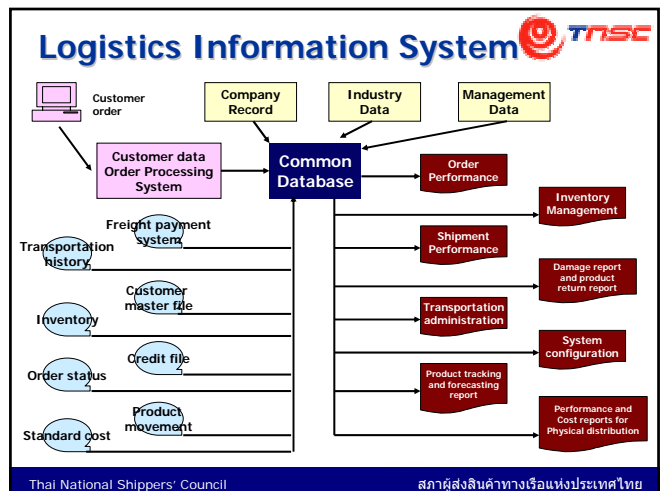 Logistics Information System
TNSC
Customer
order
Company
Record
Industry
Data
Management
Data
Customer data
Order Processing
System
Common
Database
Order
Performance
Inventory
Management
Freight payment
system
Transportation
history
Shipment
Performance
Damage report
and product
return report
Customer
master file
Inventory
Transportation
administration
System
configuration
Credit file
Order status
Product tracking
and forecasting
report
Product
movement
Standard cost
Performance and
Cost reports for
Physical distribution
Thai National Shippers' Council
สภาผู้ส่งสินค้าทางเรือแห่งประเทศไทย